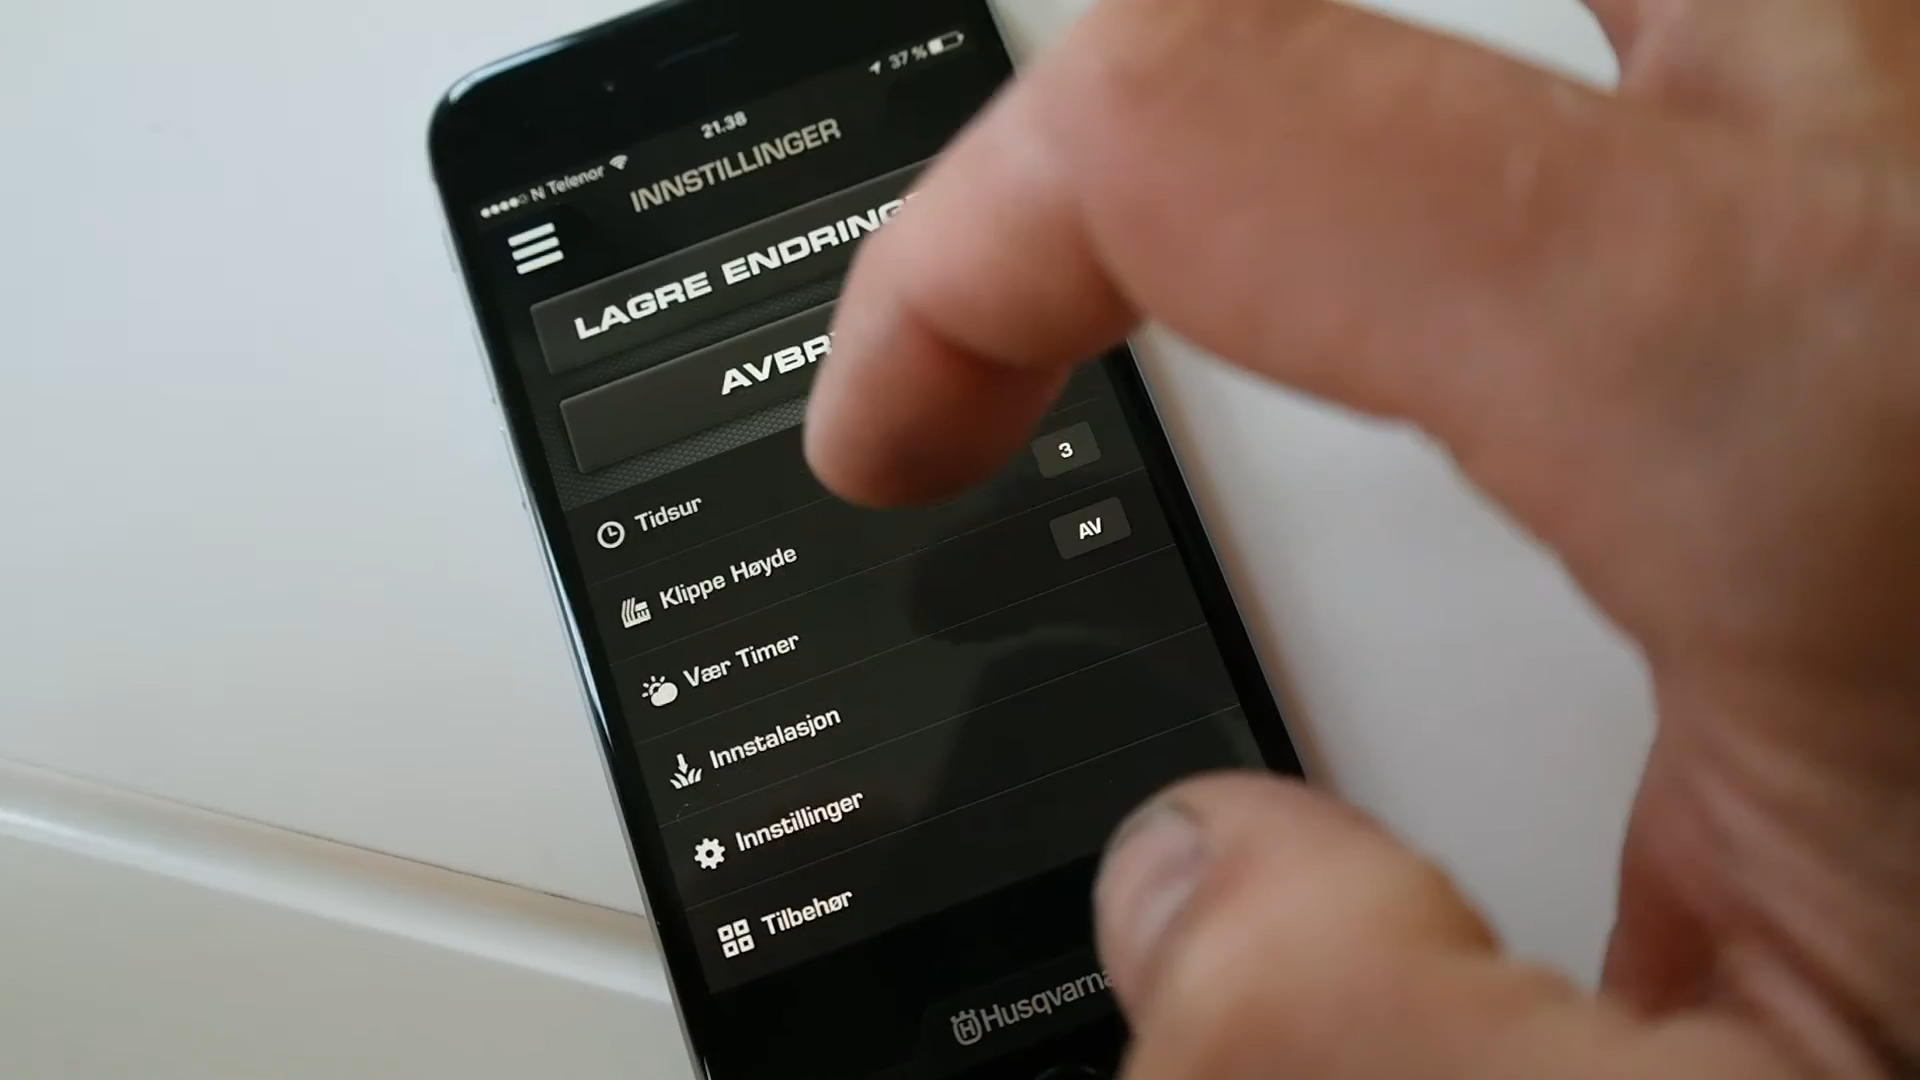 N Telenor 21.38 37 %
INNSTILLINGER
LAGRE ENDRING
AVBR
Tidsur
Klippe Høyde 3
Vær Timer AV
Innstalasjon
Innstillinger
Tilbehør
Husqvarna